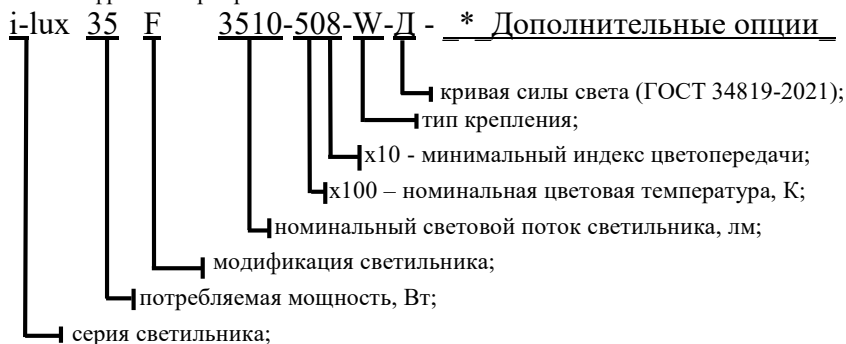 i-lux 35 F 3510-508-W-Д - _*_Дополнительные опции_
кривая силы света (ГОСТ 34819-2021);
тип крепления;
x10 - минимальный индекс цветопередачи;
x100 – номинальная цветовая температура, К;
номинальный световой поток светильника, лм;
модификация светильника;
потребляемая мощность, Вт;
серия светильника;